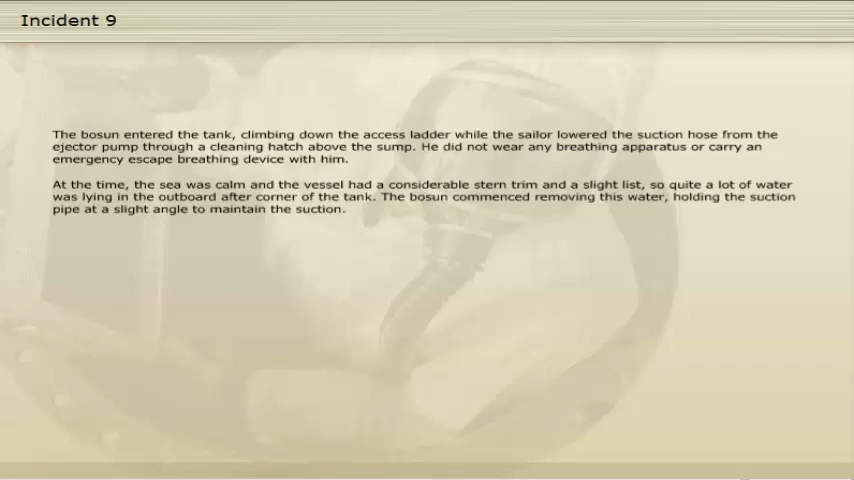 Incident 9
The bosun entered the tank, climbing down the access ladder while the sailor lowered the suction hose from the
ejector pump through a cleaning hatch above the sump. He did not wear any breathing apparatus or carry an
emergency escape breathing device with him.
At the time, the sea was calm and the vessel had a considerable stern trim and a slight list, so quite a lot of water
was lying in the outboard after corner of the tank. The bosun commenced removing this water, holding the suction
pipe at a slight angle to maintain the suction.